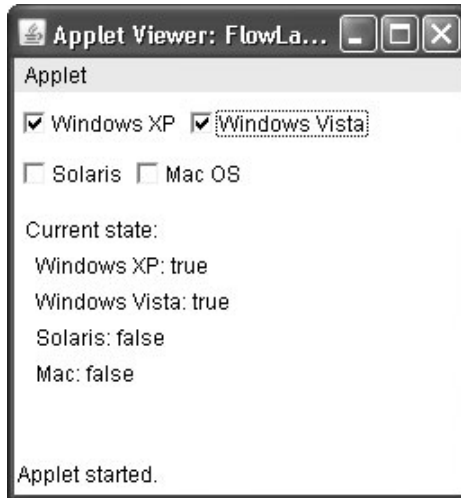 Applet Viewer: FlowLa...
Applet
Windows XP Windows Vista
Solaris Mac OS
Current state:
Windows XP: true
Windows Vista: true
Solaris: false
Mac: false
Applet started.